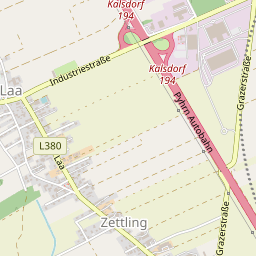 Kalsdorf
194
Industriestraße
Kalsdorf
194
Grazerstraße
Laa
Pyhrn Autobahn
L380
Laa
Grazerstraße
Zettling